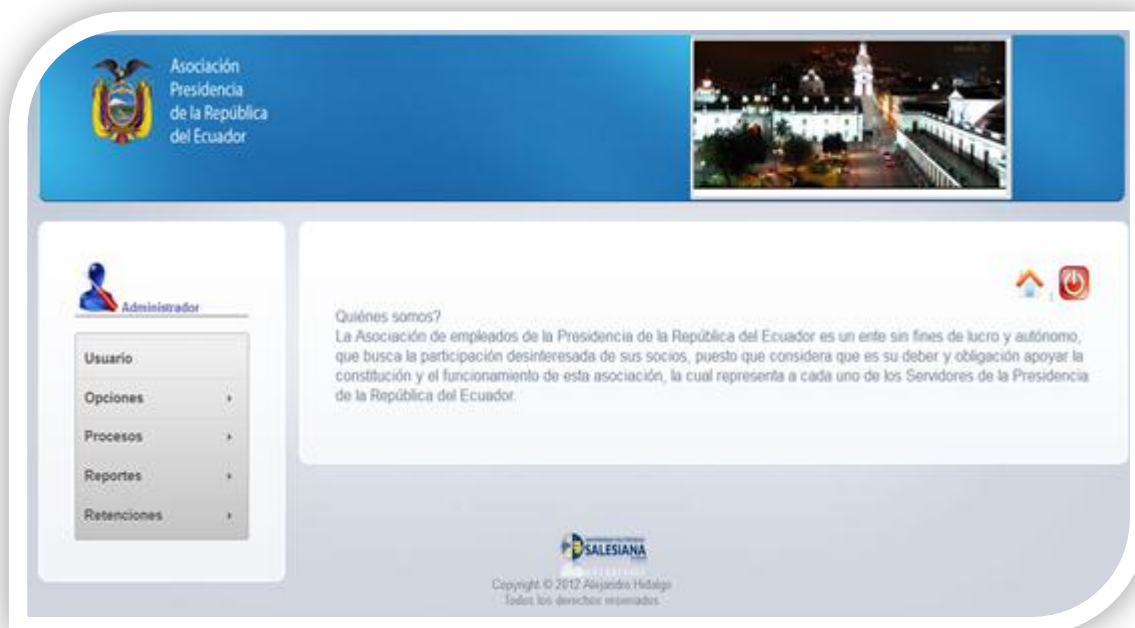 Asociación
Presidencia
de la República
del Ecuador
Administrador
Usuario
Opciones
Procesos
Reportes
Retenciones
Quiénes somos?
La Asociación de empleados de la Presidencia de la República del Ecuador es un ente sin fines de lucro y autónomo,
que busca la participación desinteresada de sus socios, puesto que considera que es su deber y obligación apoyar la
constitución y el funcionamiento de esta asociación, la cual representa a cada uno de los Servidores de la Presidencia
de la República del Ecuador.
SALESIANA
Copyright © 2012 Alejandro Hidalgo
Todos los derechos reservados